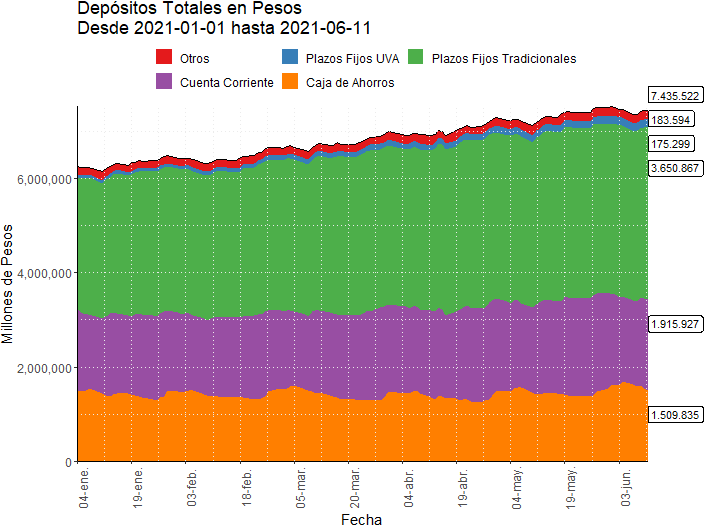 Depósitos Totales en Pesos
Desde 2021-01-01 hasta 2021-06-11
Otros
Plazos Fijos UVA
Plazos Fijos Tradicionales
Cuenta Corriente
Caja de Ahorros
7.435.522
183.594
175.299
3.650.867
1.915.927
1.509.835
6,000,000
4,000,000
2,000,000
0
Millones de Pesos
04-ene.
19-ene.
03-feb.
18-feb.
05-mar.
20-mar.
04-abr.
19-abr.
04-may.
19-may.
03-jun.
Fecha